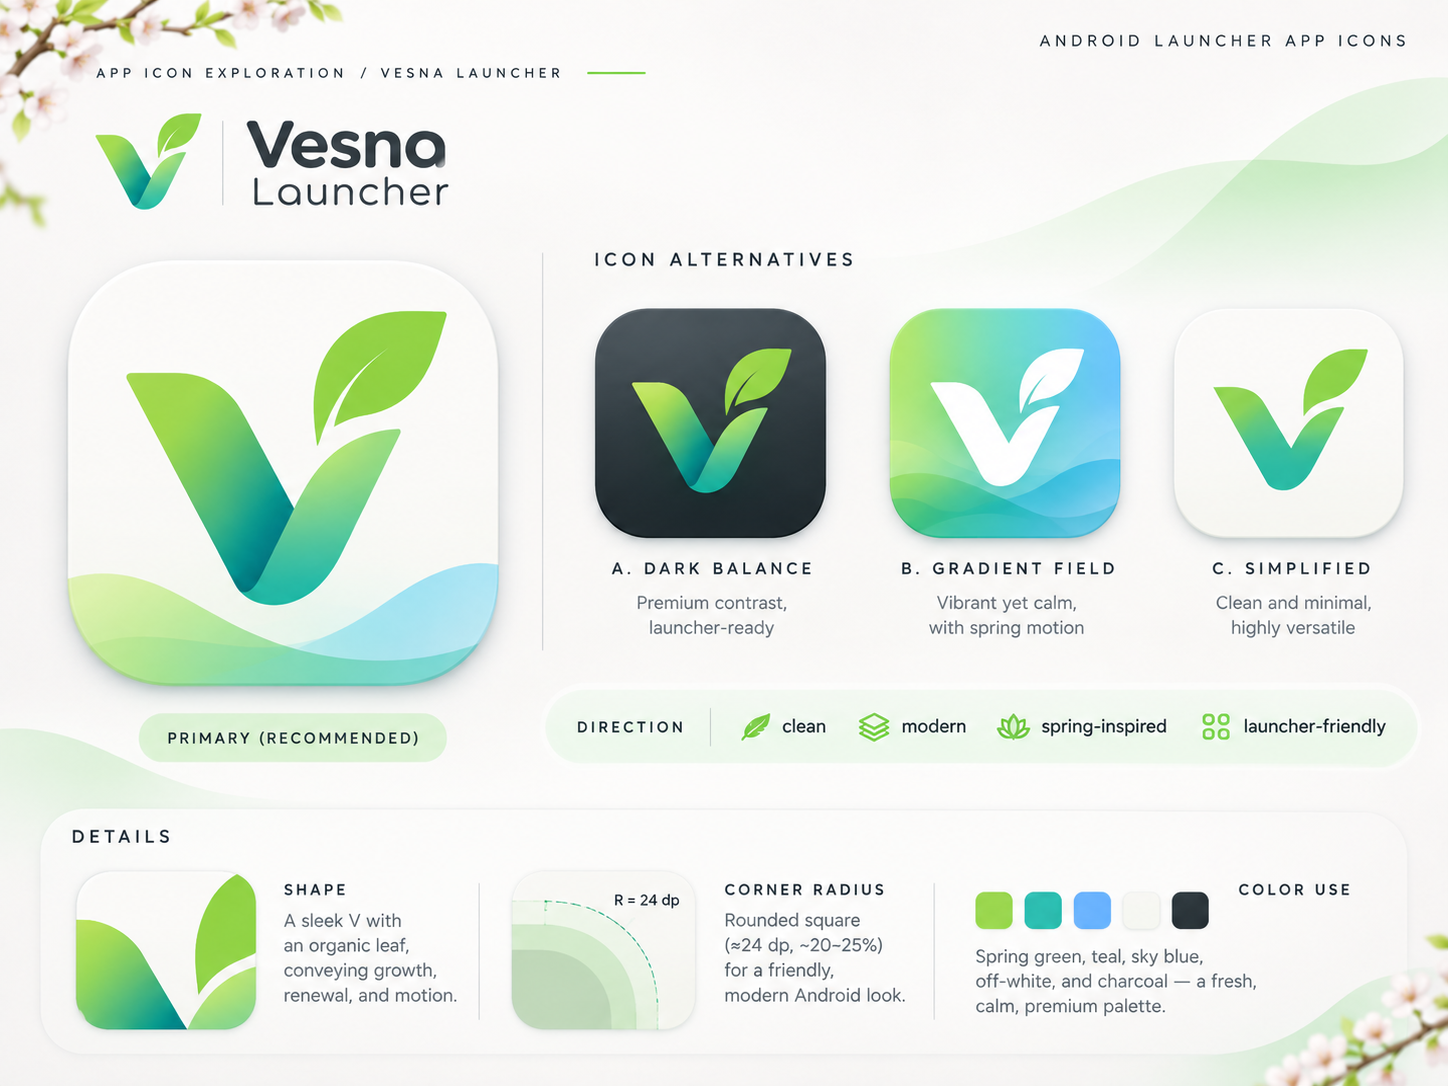 ANDROID LAUNCHER APP ICONS
APP ICON EXPLORATION / VESNA LAUNCHER
Vesna
Launcher
ICON ALTERNATIVES
A. DARK BALANCE
Premium contrast,
launcher-ready
B. GRADIENT FIELD
Vibrant yet calm,
with spring motion
C. SIMPLIFIED
Clean and minimal,
highly versatile
PRIMARY (RECOMMENDED)
DIRECTION
clean
modern
spring-inspired
launcher-friendly
DETAILS
SHAPE
A sleek V with
an organic leaf,
conveying growth,
renewal, and motion.
R = 24 dp
CORNER RADIUS
Rounded square
(≈24 dp, ~20–25%)
for a friendly,
modern Android look.
COLOR USE
Spring green, teal, sky blue,
off-white, and charcoal — a fresh,
calm, premium palette.